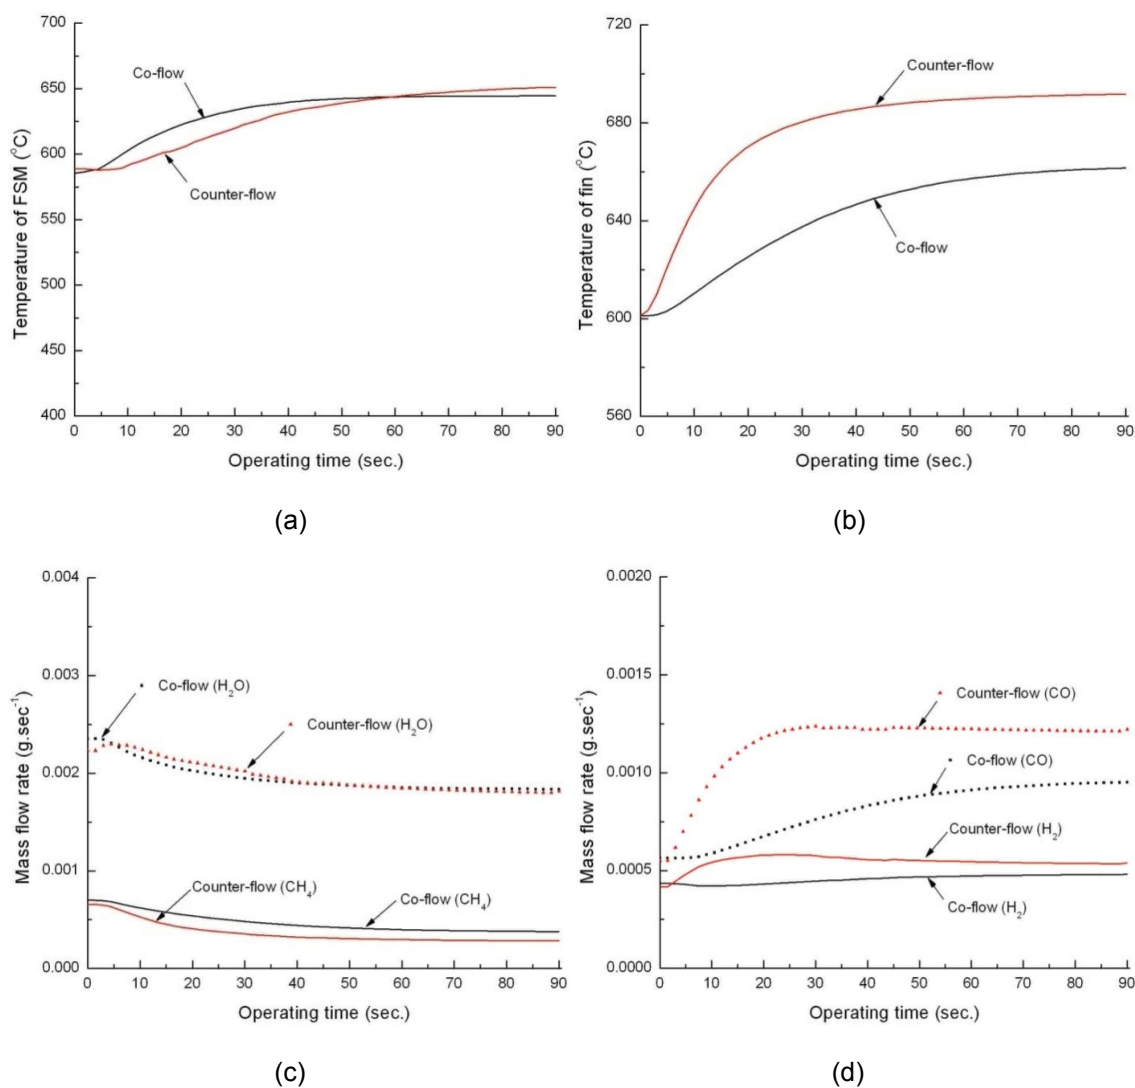 700
650
600
550
500
450
400
Temperature of FSM (°C)
Co-flow
Counter-flow
0 10 20 30 40 50 60 70 80 90
Operating time (sec.)
(a)
720
680
640
600
560
Temperature of fin (°C)
Counter-flow
Co-flow
0 10 20 30 40 50 60 70 80 90
Operating time (sec.)
(b)
0.004
0.003
0.002
0.001
0.000
Mass flow rate (g.sec⁻¹)
Co-flow (H₂O)
Counter-flow (H₂O)
Counter-flow (CH₄)
Co-flow (CH₄)
0 10 20 30 40 50 60 70 80 90
Operating time (sec.)
(c)
0.0020
0.0015
0.0010
0.0005
0.0000
Mass flow rate (g.sec⁻¹)
Counter-flow (CO)
Co-flow (CO)
Counter-flow (H₂)
Co-flow (H₂)
0 10 20 30 40 50 60 70 80 90
Operating time (sec.)
(d)